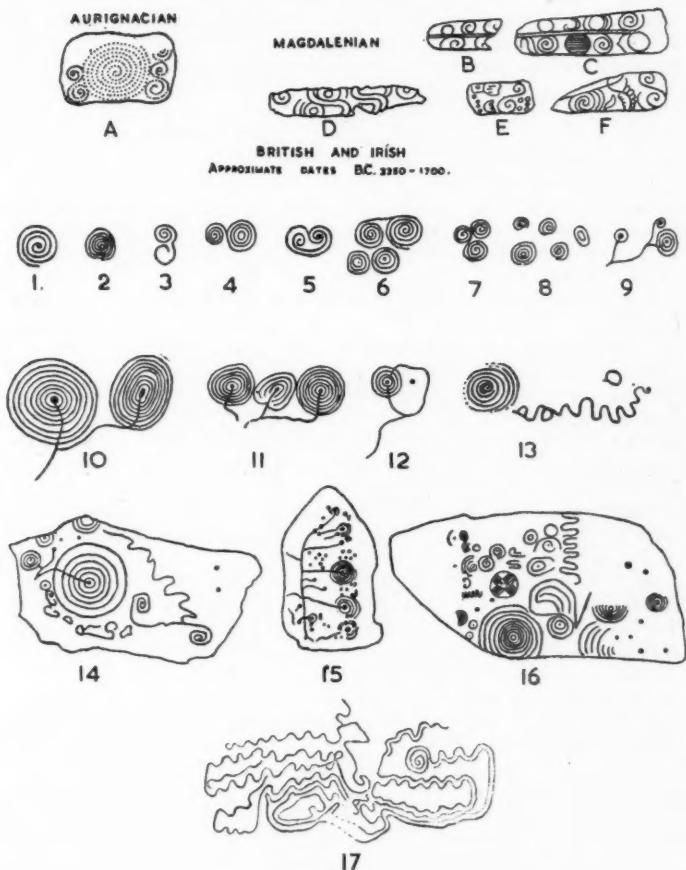 AURIGNACIAN
MAGDALENIAN
B
C
A
D
E
F
BRITISH AND IRISH
APPROXIMATE DATES B.C. 3250-1700.
1.
2
3
4
5
6
7
8
9
10
11
12
13
14
15
16
17